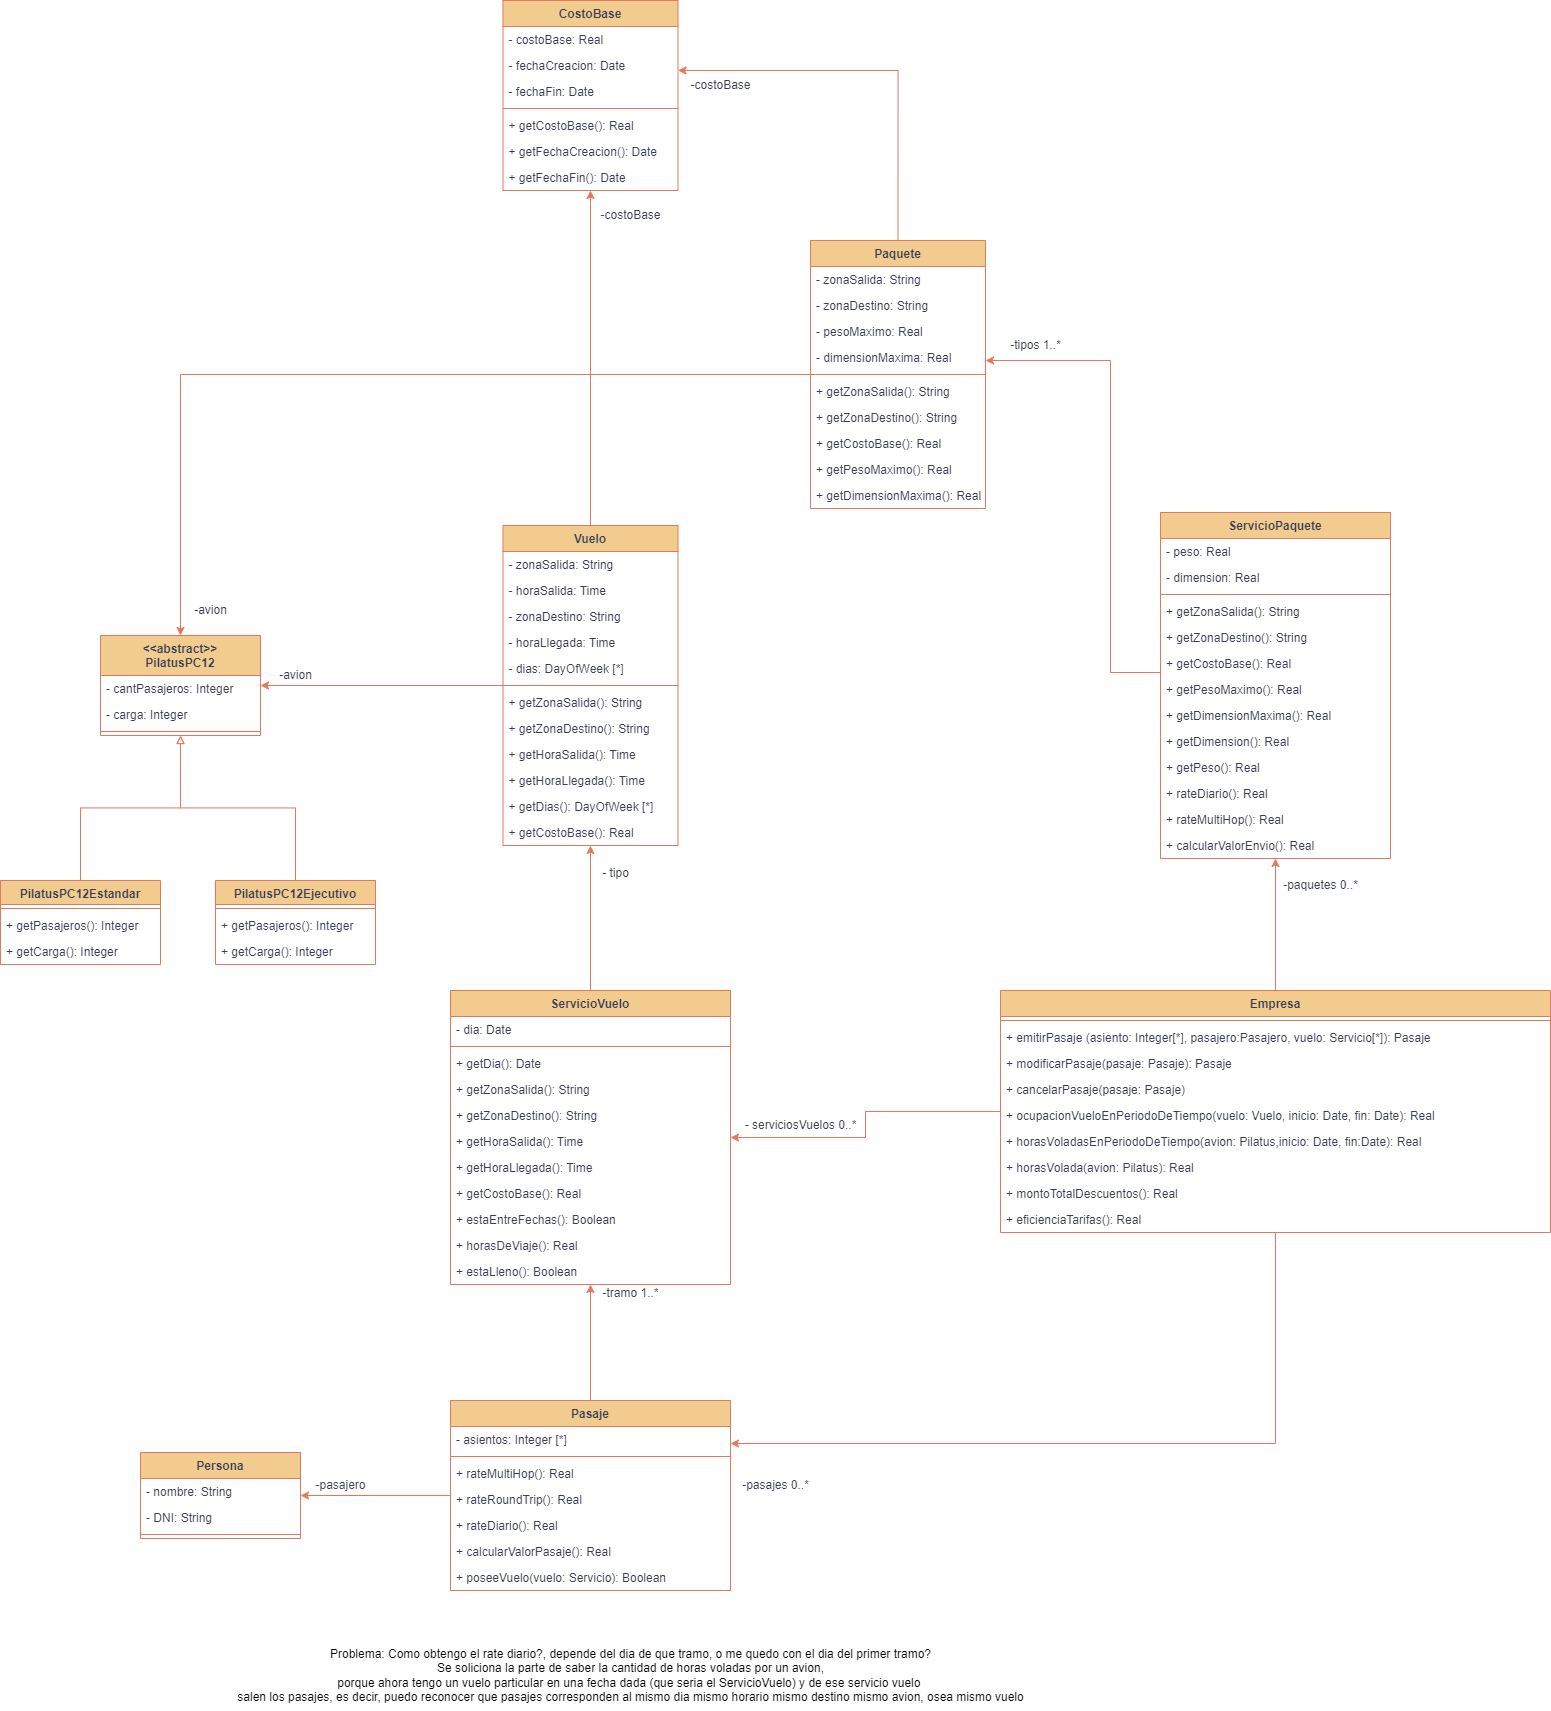 CostoBase
- costoBase: Real
- fechaCreacion: Date
- fechaFin: Date
+ getCostoBase(): Real
+ getFechaCreacion(): Date
+ getFechaFin(): Date
-costoBase
-costoBase
Paquete
- zonaSalida: String
- zonaDestino: String
- pesoMaximo: Real
- dimensionMaxima: Real
+ getZonaSalida(): String
+ getZonaDestino(): String
+ getCostoBase(): Real
+ getPesoMaximo(): Real
+ getDimensionMaxima(): Real
-tipos 1..*
ServicioPaquete
- peso: Real
- dimension: Real
+ getZonaSalida(): String
+ getZonaDestino(): String
+ getCostoBase(): Real
+ getPesoMaximo(): Real
+ getDimensionMaxima(): Real
+ getDimension(): Real
+ getPeso(): Real
+ rateDiario(): Real
+ rateMultiHop(): Real
+ calcularValorEnvio(): Real
Vuelo
- zonaSalida: String
- horaSalida: Time
- zonaDestino: String
- horaLlegada: Time
- dias: DayOfWeek [*]
+ getZonaSalida(): String
+ getZonaDestino(): String
+ getHoraSalida(): Time
+ getHoraLlegada(): Time
+ getDias(): DayOfWeek [*]
+ getCostoBase(): Real
-avion
-avion
<<abstract>>
PilatusPC12
- cantPasajeros: Integer
- carga: Integer
PilatusPC12Estandar
+ getPasajeros(): Integer
+ getCarga(): Integer
PilatusPC12Ejecutivo
+ getPasajeros(): Integer
+ getCarga(): Integer
- tipo
-paquetes 0..*
ServicioVuelo
- dia: Date
+ getDia(): Date
+ getZonaSalida(): String
+ getZonaDestino(): String
+ getHoraSalida(): Time
+ getHoraLlegada(): Time
+ getCostoBase(): Real
+ estaEntreFechas(): Boolean
+ horasDeViaje(): Real
+ estaLleno(): Boolean
- serviciosVuelos 0..*
Empresa
+ emitirPasaje (asiento: Integer[*], pasajero:Pasajero, vuelo: Servicio[*]): Pasaje
+ modificarPasaje(pasaje: Pasaje): Pasaje
+ cancelarPasaje(pasaje: Pasaje)
+ ocupacionVueloEnPeriodoDeTiempo(vuelo: Vuelo, inicio: Date, fin: Date): Real
+ horasVoladasEnPeriodoDeTiempo(avion: Pilatus,inicio: Date, fin:Date): Real
+ horasVolada(avion: Pilatus): Real
+ montoTotalDescuentos(): Real
+ eficienciaTarifas(): Real
-tramo 1..*
Pasaje
- asientos: Integer [*]
+ rateMultiHop(): Real
+ rateRoundTrip(): Real
+ rateDiario(): Real
+ calcularValorPasaje(): Real
+ poseeVuelo(vuelo: Servicio): Boolean
-pasajes 0..*
-pasajero
Persona
- nombre: String
- DNI: String
Problema: Como obtengo el rate diario?, depende del dia de que tramo, o me quedo con el dia del primer tramo?
Se soliciona la parte de saber la cantidad de horas voladas por un avion,
porque ahora tengo un vuelo particular en una fecha dada (que seria el ServicioVuelo) y de ese servicio vuelo
salen los pasajes, es decir, puedo reconocer que pasajes corresponden al mismo dia mismo horario mismo destino mismo avion, osea mismo vuelo